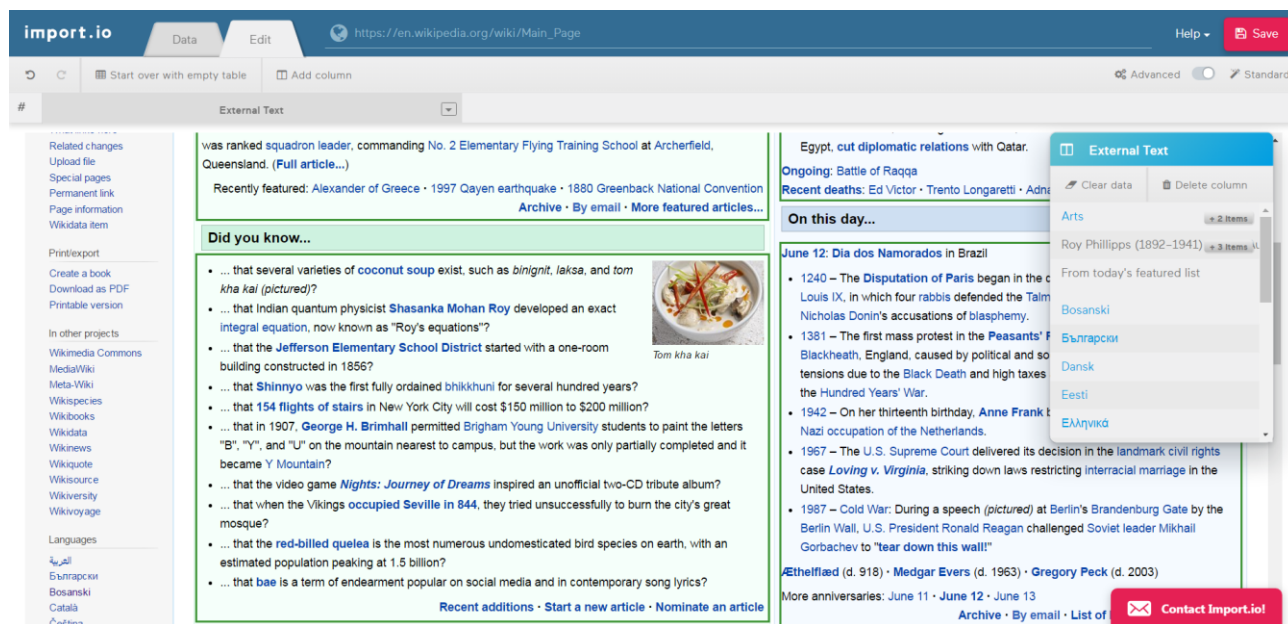 import.io
Data
Edit
https://en.wikipedia.org/wiki/Main_Page
Help
Save
Start over with empty table
Add column
Advanced
Standard
#
External Text
Related changes
Upload file
Special pages
Permanent link
Page information
Wikidata item
Print/export
Create a book
Download as PDF
Printable version
In other projects
Wikimedia Commons
MediaWiki
Meta-Wiki
Wikispecies
Wikibooks
Wikidata
Wikinews
Wikiquote
Wikisource
Wikiversity
Wikivoyage
Languages
العربية
Български
Bosanski
Català
Čeština
was ranked squadron leader, commanding No. 2 Elementary Flying Training School at Archerfield,
Queensland. (Full article...)
Recently featured: Alexander of Greece · 1997 Qayen earthquake · 1880 Greenback National Convention
Archive · By email · More featured articles...
Did you know...
• ... that several varieties of coconut soup exist, such as binignit, laksa, and tom
kha kai (pictured)?
• ... that Indian quantum physicist Shasanka Mohan Roy developed an exact
integral equation, now known as "Roy's equations"?
• ... that the Jefferson Elementary School District started with a one-room
building constructed in 1856?
Tom kha kai
• ... that Shinnyo was the first fully ordained bhikkhuni for several hundred years?
• ... that 154 flights of stairs in New York City will cost $150 million to $200 million?
• ... that in 1907, George H. Brimhall permitted Brigham Young University students to paint the letters
"B", "Y", and "U" on the mountain nearest to campus, but the work was only partially completed and it
became Y Mountain?
• ... that the video game Nights: Journey of Dreams inspired an unofficial two-CD tribute album?
• ... that when the Vikings occupied Seville in 844, they tried unsuccessfully to burn the city's great
mosque?
• ... that the red-billed quelea is the most numerous undomesticated bird species on earth, with an
estimated population peaking at 1.5 billion?
• ... that bae is a term of endearment popular on social media and in contemporary song lyrics?
Recent additions · Start a new article · Nominate an article
Egypt, cut diplomatic relations with Qatar.
Ongoing: Battle of Raqqa
Recent deaths: Ed Victor · Trento Longaretti ·
On this day...
June 12: Dia dos Namorados in Brazil
• 1240 – The Disputation of Paris began in the
Louis IX, in which four rabbis defended the
Nicholas Donin's accusations of blasphemy.
• 1381 – The first mass protest in the Peasants'
Blackheath, England, caused by political and
tensions due to the Black Death and high taxes
the Hundred Years' War.
• 1942 – On her thirteenth birthday, Anne Frank
Nazi occupation of the Netherlands.
• 1967 – The U.S. Supreme Court delivered its decision in the landmark civil rights
case Loving v. Virginia, striking down laws restricting interracial marriage in the
United States.
• 1987 – Cold War: During a speech (pictured) at Berlin's Brandenburg Gate by the
Berlin Wall, U.S. President Ronald Reagan challenged Soviet leader Mikhail
Gorbachev to "tear down this wall!"
Æthelflæd (d. 918) · Medgar Evers (d. 1963) · Gregory Peck (d. 2003)
More anniversaries: June 11 · June 12 · June 13
Archive · By email · List of
External Text
Clear data
Delete column
Arts
+ 2 Items
Roy Phillipps (1892–1941)
+ 3 Items
From today's featured list
Bosanski
Български
Dansk
Eesti
Ελληνικά
Contact Import.io!